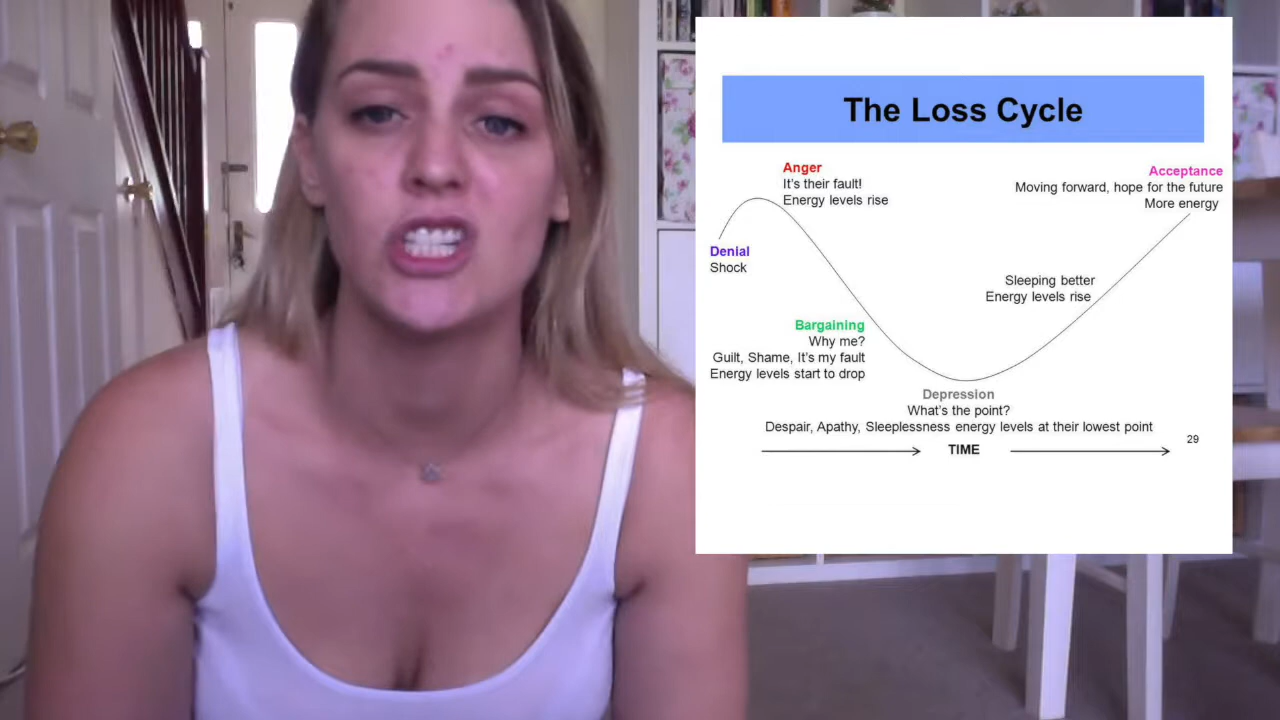 The Loss Cycle
Anger
It's their fault!
Energy levels rise
Acceptance
Moving forward, hope for the future
More energy
Denial
Shock
Sleeping better
Energy levels rise
Bargaining
Why me?
Guilt, Shame, It's my fault
Energy levels start to drop
Depression
What's the point?
Despair, Apathy, Sleeplessness energy levels at their lowest point
29
TIME